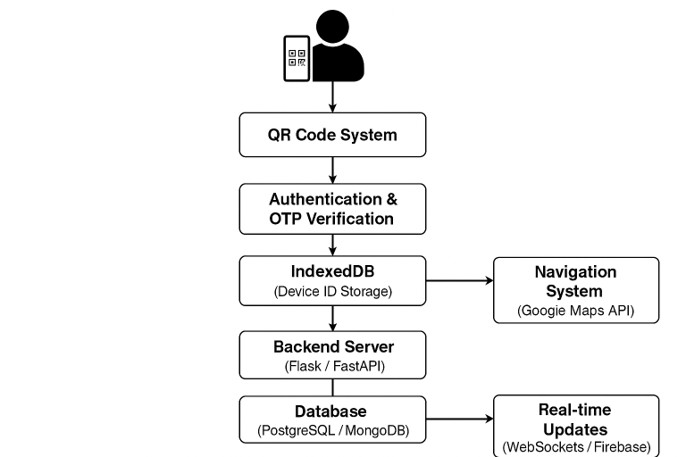 QR Code System
Authentication &
OTP Verification
IndexedDB
(Device ID Storage)
Navigation
System
(Googie Maps API)
Backend Server
(Flask / FastAPI)
Database
(PostgreSQL / MongoDB)
Real-time
Updates
(WebSockets / Firebase)